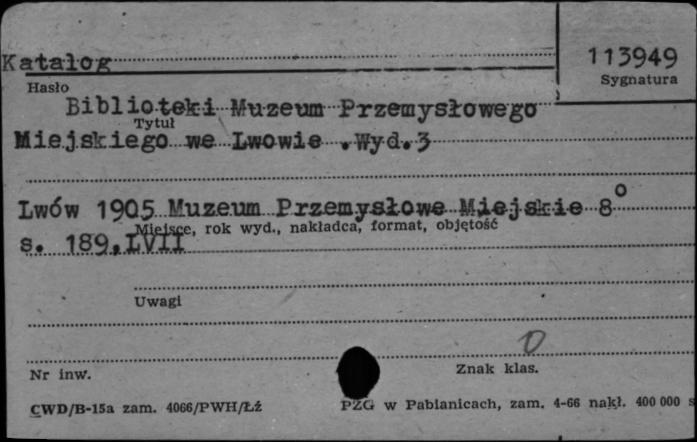 Katalog
113949
Hasło
Sygnatura
Biblioteki Muzeum Przemysłowego
Tytuł
Miejskiego we Lwowie .Wyd.3
Lwów 1905 Muzeum Przemysłowe Miejskie 8°
Miejsce, rok wyd., nakładca, format, objętość
s. 189,LVII
Uwagi
0
Nr inw.
Znak klas.
CWD/B-15a zam. 4066/PWH/Łź
PZG w Pabianicach, zam. 4-66 nakł. 400 000 s